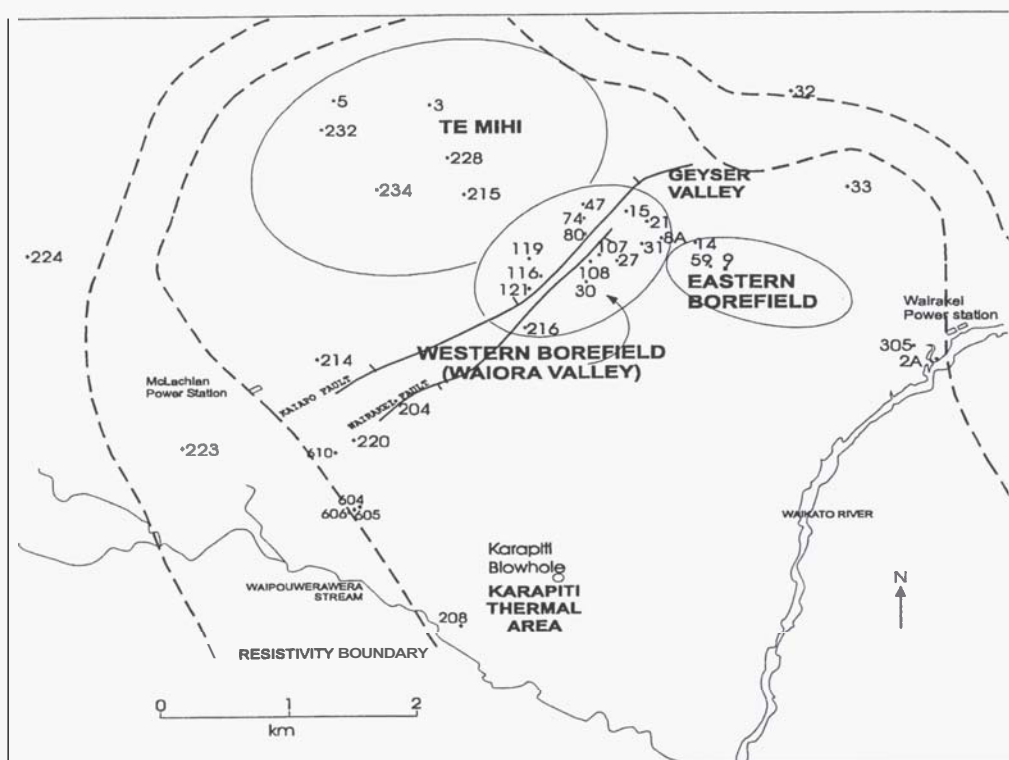 5
3
32
232
TE MIHI
228
GEYSER
VALLEY
234
215
33
47
15
74
21
80
8A
107
31
14
119
27
59 9
224
116
108
EASTERN
BOREFIELD
121
30
Wairakei
Power station
216
305
2A
WESTERN BOREFIELD
(WAIORA VALLEY)
214
McLachlan
Power Station
KAIAPO FAULT
WAIRAKEI FAULT
204
220
223
610
604
606 605
WAIKATO RIVER
Karapiti
Blowhole
N
WAIPOUWERAWERA
STREAM
KARAPITI
THERMAL
AREA
208
RESISTIVITY BOUNDARY
0 1 2
km